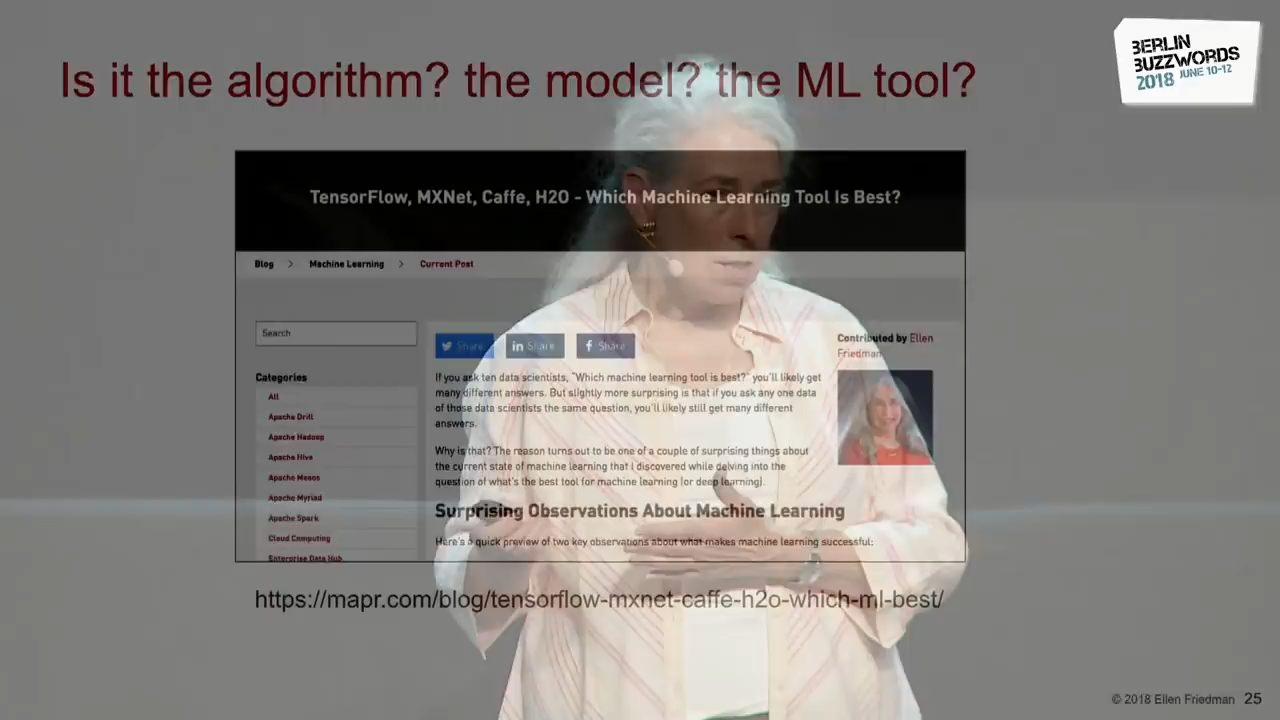 BERLIN
BUZZWORDS
2018 JUNE 10-12
Is it the algorithm? the model? the ML tool?
TensorFlow, MXNet, Caffe, H2O - Which Machine Learning Tool Is Best?
Blog > Machine Learning > Current Post
Search
Share
in Share
f Share
Contributed by Ellen
Friedman
Categories
All
Apache Drill
Apache Hadoop
Apache Hive
Apache Mesos
Apache Myriad
Apache Spark
Cloud Computing
Enterprise Data Hub
If you ask ten data scientists, "Which machine learning tool is best?" you'll likely get
many different answers. But slightly more surprising is that if you ask any one data
of those data scientists the same question, you'll likely still get many different
answers.
Why is that? The reason turns out to be one of a couple of surprising things about
the current state of machine learning that I discovered while delving into the
question of what's the best tool for machine learning (or deep learning).
Surprising Observations About Machine Learning
Here's a quick preview of two key observations about what makes machine learning successful:
https://mapr.com/blog/tensorflow-mxnet-caffe-h2o-which-ml-best/
© 2018 Ellen Friedman 25